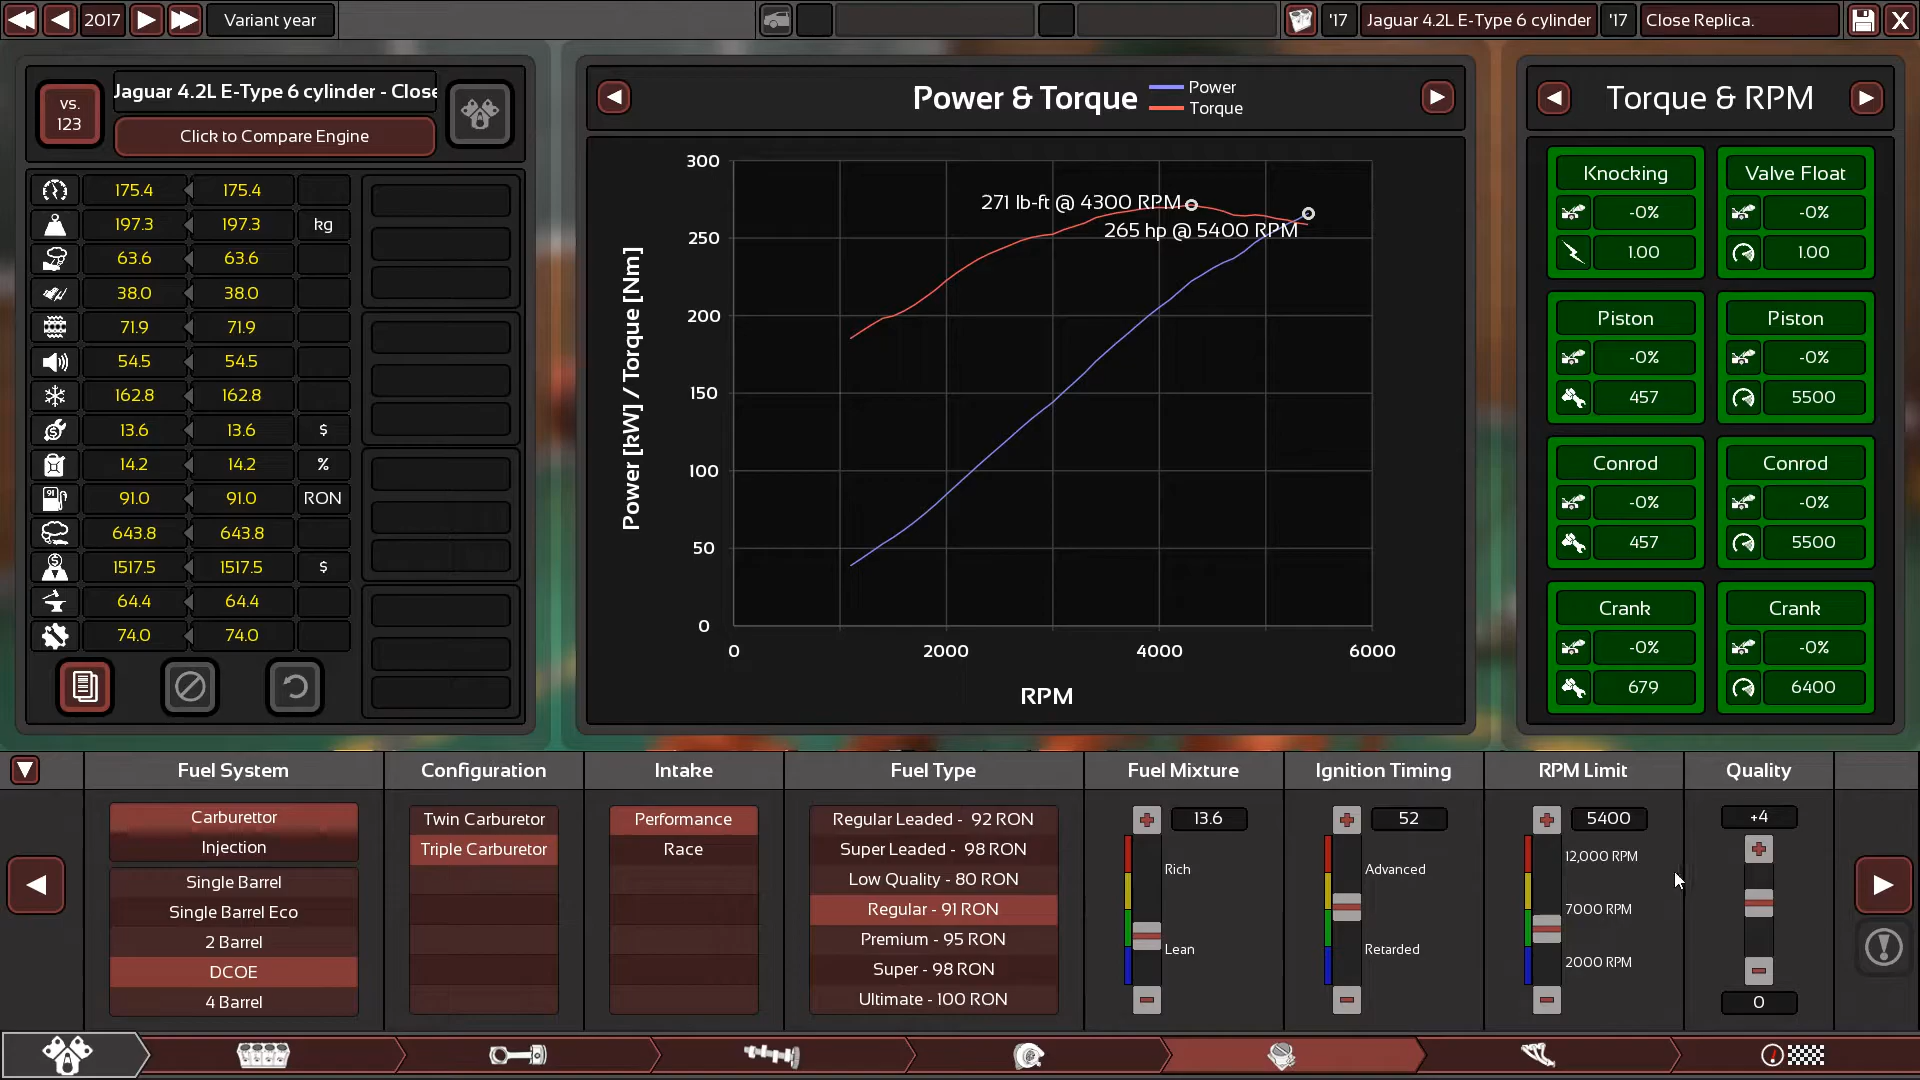 2017
Variant year
'17
Jaguar 4.2L E-Type 6 cylinder
'17
Close Replica.
X
vs.
123
Jaguar 4.2L E-Type 6 cylinder - Close
Click to Compare Engine
175.4 175.4
197.3 197.3 kg
63.6 63.6
38.0 38.0
71.9 71.9
54.5 54.5
162.8 162.8
13.6 13.6 $
14.2 14.2 %
91.0 91.0 RON
643.8 643.8
1517.5 1517.5 $
64.4 64.4
74.0 74.0
Power & Torque
Power
Torque
300
250
200
150
100
50
0
Power [kW] / Torque [Nm]
271 lb-ft @ 4300 RPM
265 hp @ 5400 RPM
0 2000 4000 6000
RPM
Torque & RPM
Knocking
-0%
1.00
Valve Float
-0%
1.00
Piston
-0%
457
Piston
-0%
5500
Conrod
-0%
457
Conrod
-0%
5500
Crank
-0%
679
Crank
-0%
6400
Fuel System
Carburettor
Injection
Single Barrel
Single Barrel Eco
2 Barrel
DCOE
4 Barrel
Configuration
Twin Carburetor
Triple Carburetor
Intake
Performance
Race
Fuel Type
Regular Leaded - 92 RON
Super Leaded - 98 RON
Low Quality - 80 RON
Regular - 91 RON
Premium - 95 RON
Super - 98 RON
Ultimate - 100 RON
Fuel Mixture
13.6
Rich
Lean
Ignition Timing
52
Advanced
Retarded
RPM Limit
5400
12,000 RPM
7000 RPM
2000 RPM
Quality
+4
0